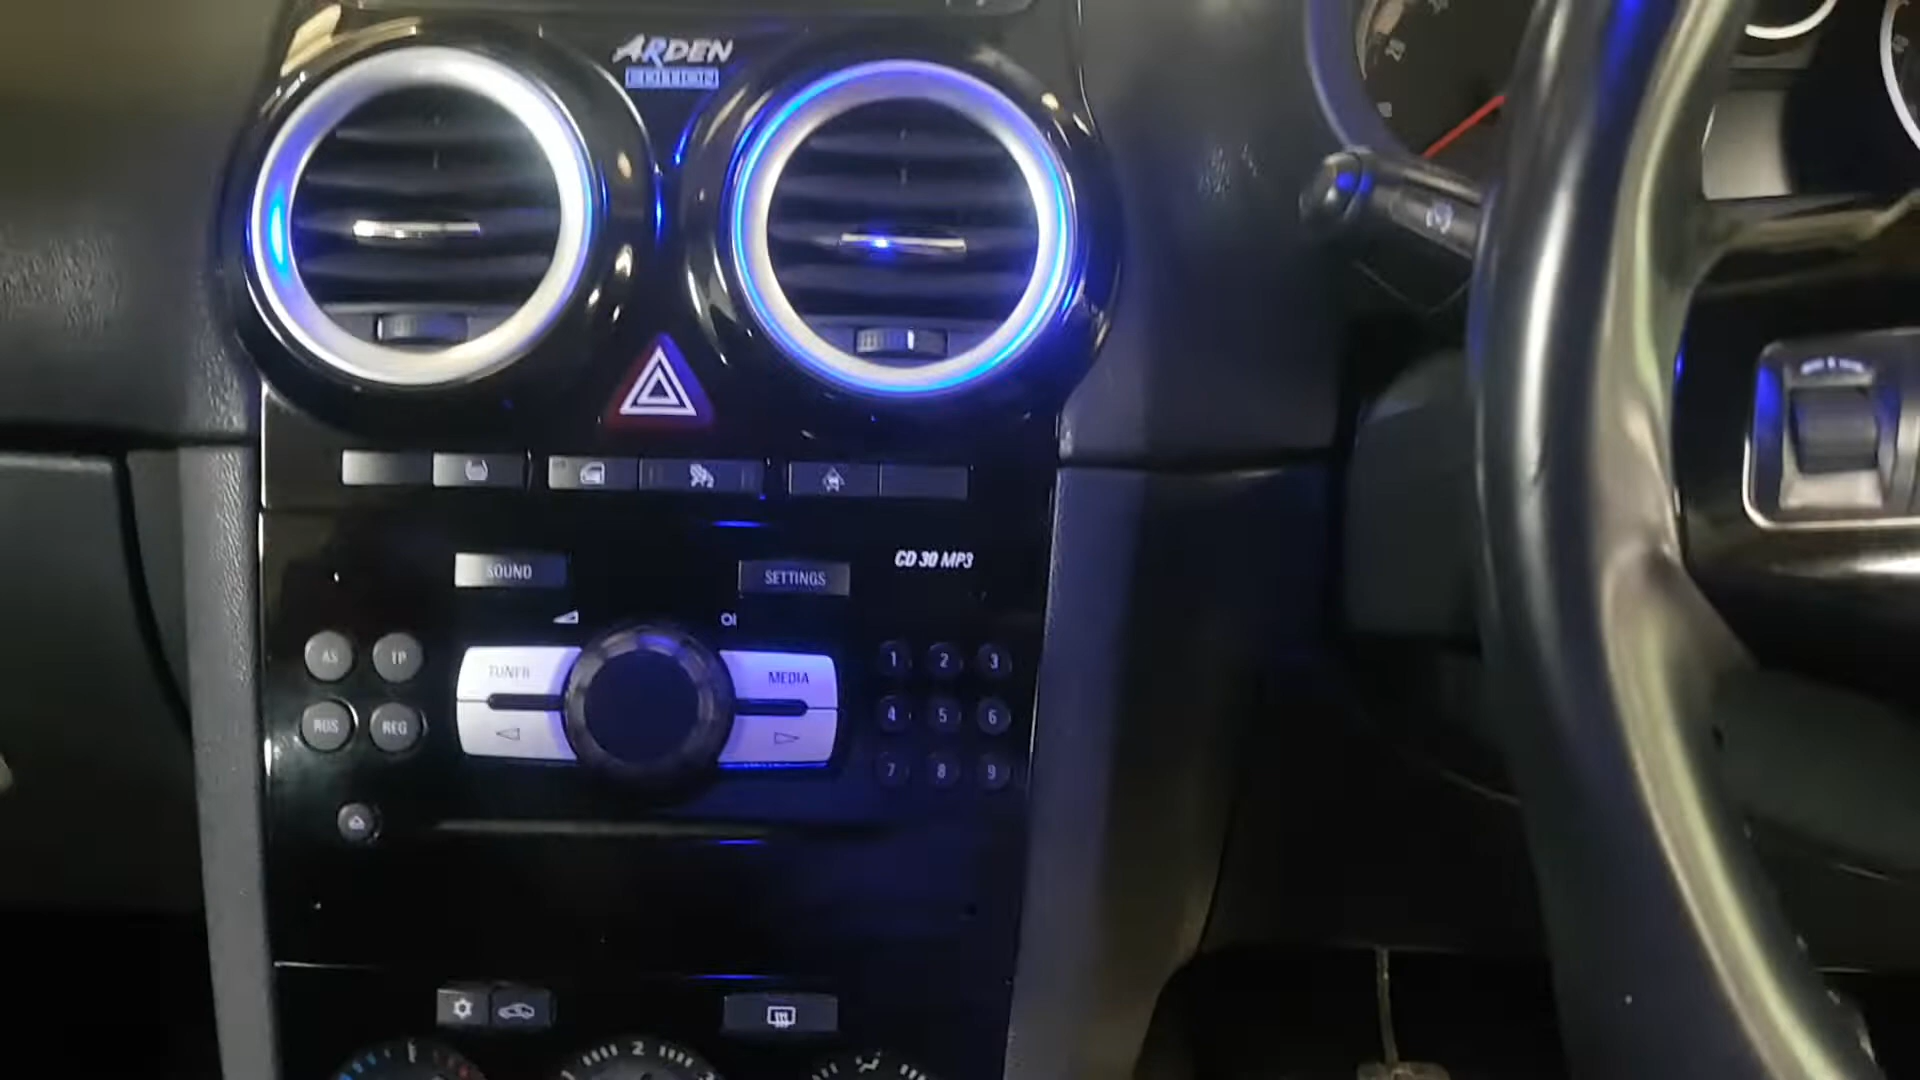 ARDEN
EDITION
CD 30 MP3
SOUND
SETTINGS
TUNER
MEDIA
AS
TP
RDS
REG
1 2 3
4 5 6
7 8 9
2